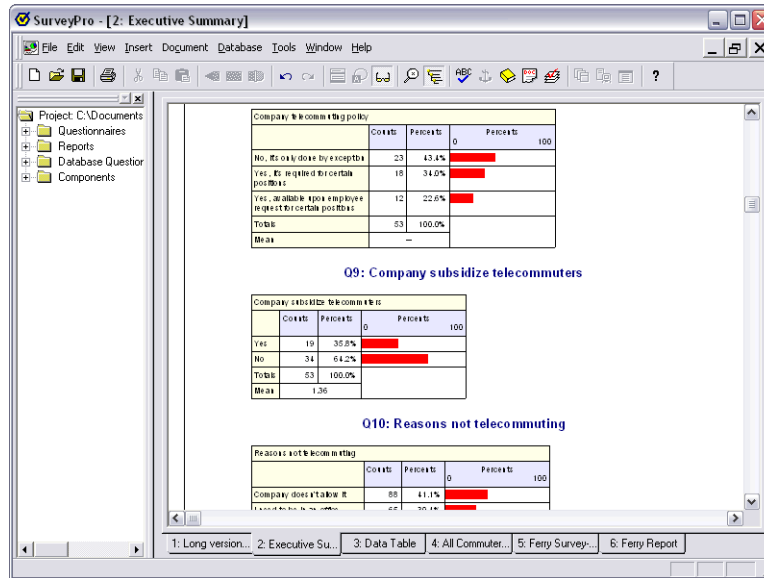 SurveyPro - [2: Executive Summary]
File Edit View Insert Document Database Tools Window Help
ABC
?
Project: C:\Documents
Questionnaires
Reports
Database Question
Components
Company telecommuting policy
Counts Percents Percents
0 100
No, it's only done by exception 23 43.4%
Yes, it's required for certain
positions 18 34.0%
Yes, available upon employee
request for certain positions 12 22.6%
Totals 53 100.0%
Mean --
Q9: Company subsidize telecommuters
Company subsidize telecommuters
Counts Percents Percents
0 100
Yes 19 35.8%
No 34 64.2%
Totals 53 100.0%
Mean 1.36
Q10: Reasons not telecommuting
Reasons not telecommuting
Counts Percents Percents
0 100
Company doesn't allow it 88 41.1%
1: Long version... 2: Executive Su... 3: Data Table 4: All Commuter... 5: Ferry Survey-... 6: Ferry Report